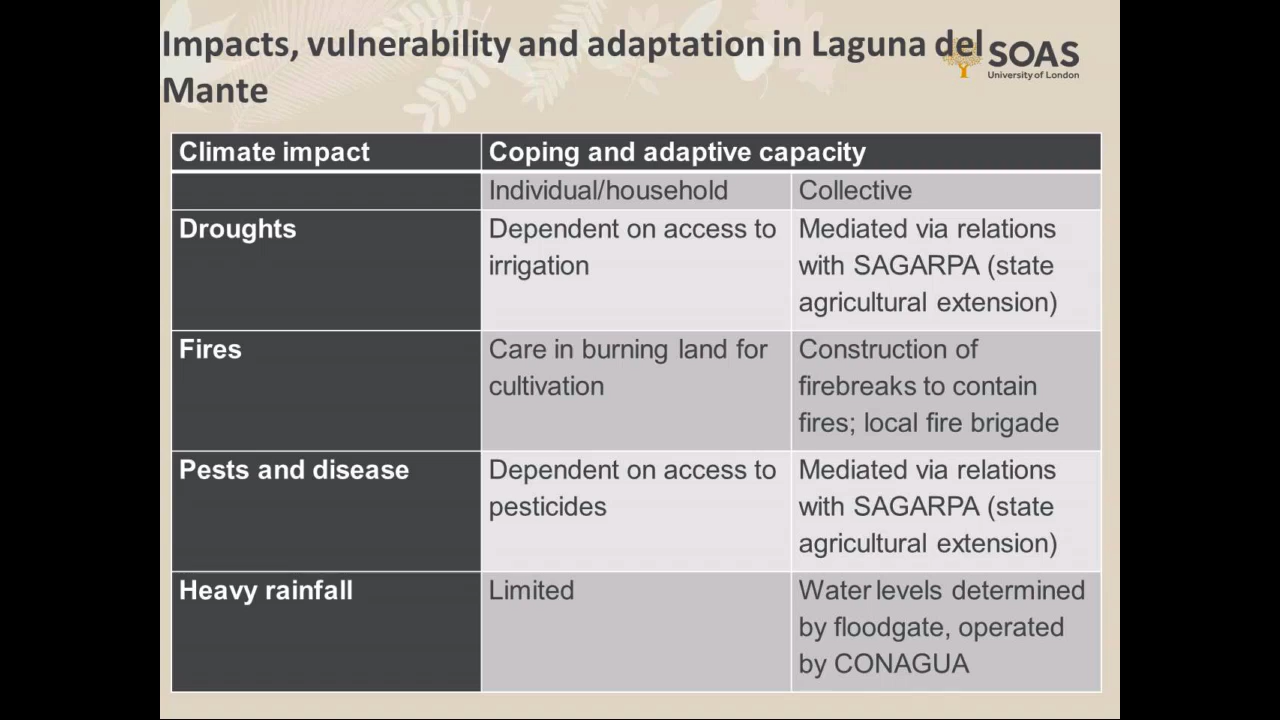 Impacts, vulnerability and adaptation in Laguna del
Mante
SOAS
University of London
Climate impact
Coping and adaptive capacity
Individual/household
Collective
Droughts
Dependent on access to
irrigation
Mediated via relations
with SAGARPA (state
agricultural extension)
Fires
Care in burning land for
cultivation
Construction of
firebreaks to contain
fires; local fire brigade
Pests and disease
Dependent on access to
pesticides
Mediated via relations
with SAGARPA (state
agricultural extension)
Heavy rainfall
Limited
Water levels determined
by floodgate, operated
by CONAGUA